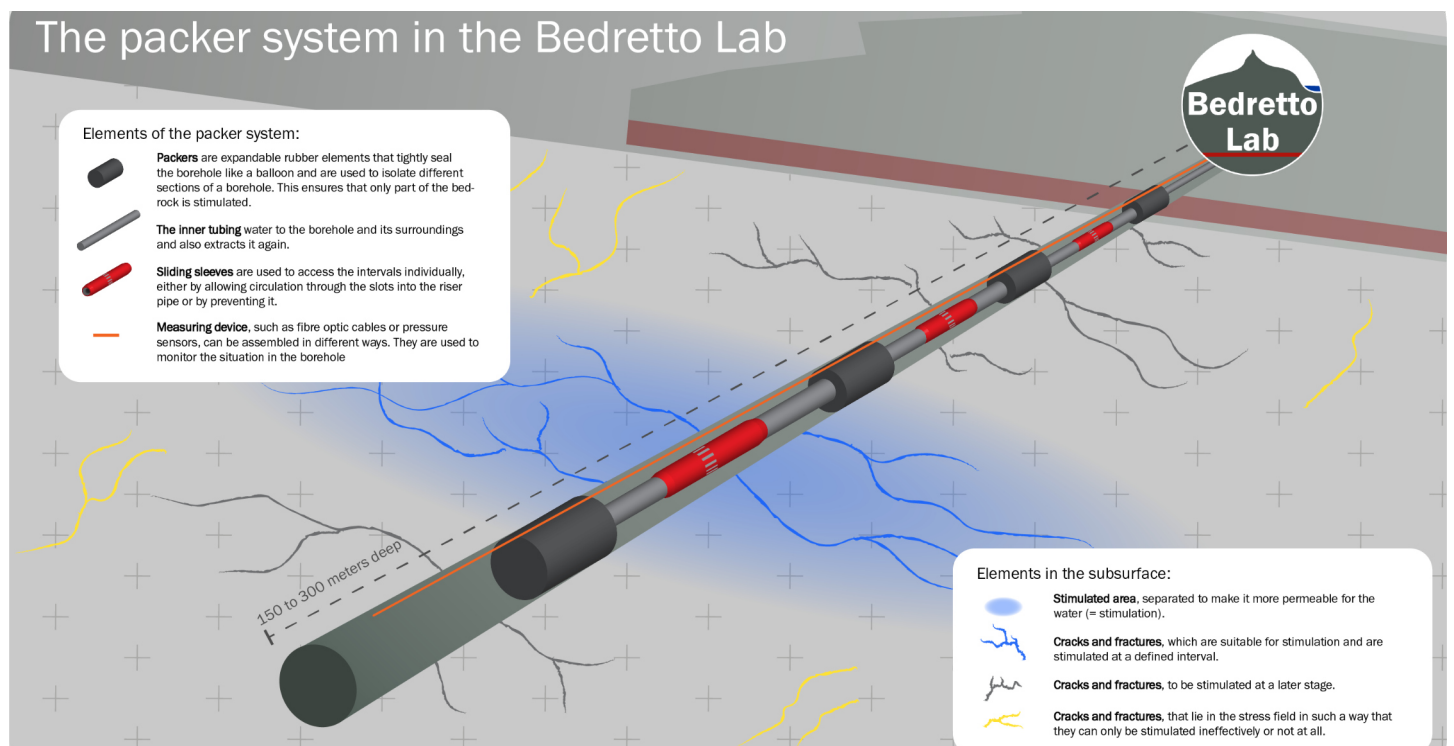 The packer system in the Bedretto Lab
Bedretto
Lab
Elements of the packer system:
Packers are expandable rubber elements that tightly seal
the borehole like a balloon and are used to isolate different
sections of a borehole. This ensures that only part of the bed-
rock is stimulated.
The inner tubing water to the borehole and its surroundings
and also extracts it again.
Sliding sleeves are used to access the intervals individually,
either by allowing circulation through the slots into the riser
pipe or by preventing it.
Measuring device, such as fibre optic cables or pressure
sensors, can be assembled in different ways. They are used to
monitor the situation in the borehole
150 to 300 meters deep
Elements in the subsurface:
Stimulated area, separated to make it more permeable for the
water (= stimulation).
Cracks and fractures, which are suitable for stimulation and are
stimulated at a defined interval.
Cracks and fractures, to be stimulated at a later stage.
Cracks and fractures, that lie in the stress field in such a way that
they can only be stimulated ineffectively or not at all.